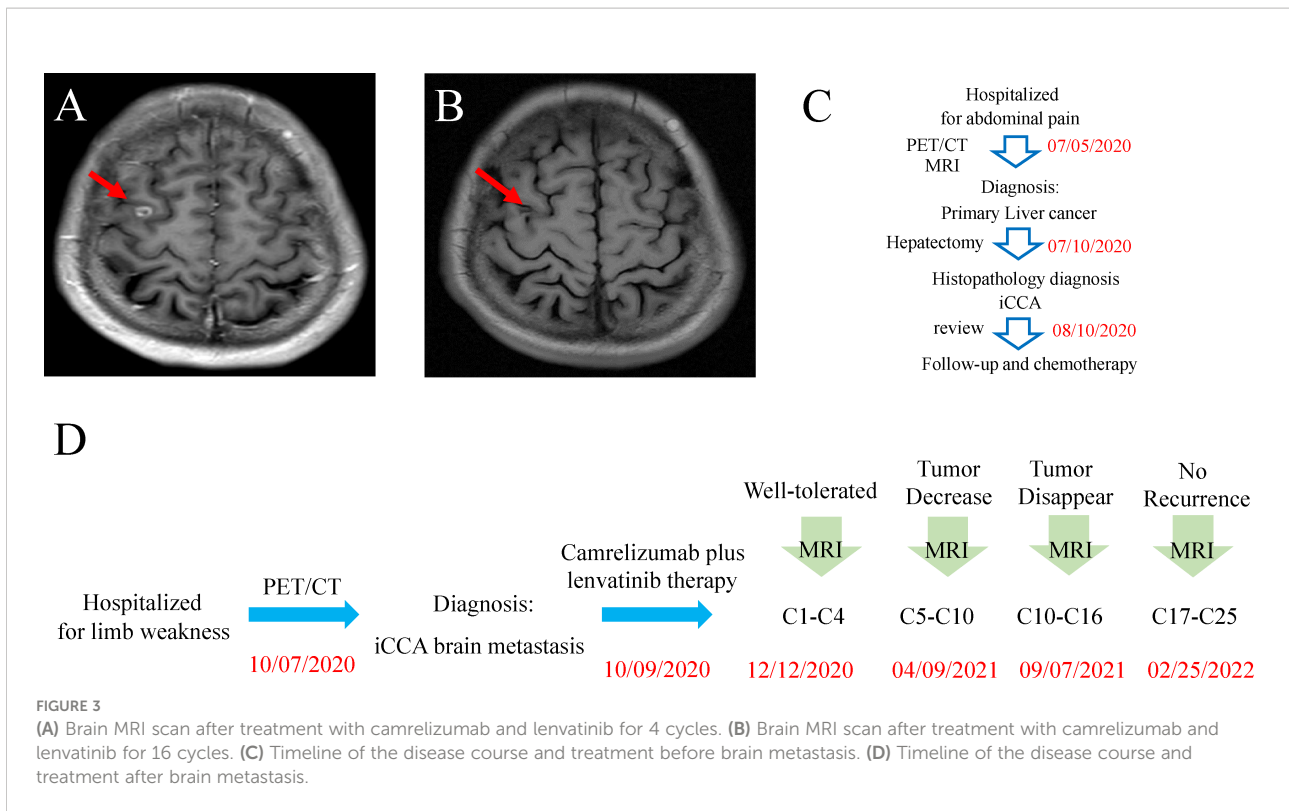 A
B
C
Hospitalized
for abdominal pain
PET/CT
MRI
07/05/2020
Diagnosis:
Primary Liver cancer
Hepatectomy
07/10/2020
Histopathology diagnosis
iCCA
review
08/10/2020
Follow-up and chemotherapy
D
Hospitalized
for limb weakness
PET/CT
10/07/2020
Diagnosis:
iCCA brain metastasis
Camrelizumab plus
lenvatinib therapy
10/09/2020
Well-tolerated
MRI
C1-C4
12/12/2020
Tumor
Decrease
MRI
C5-C10
04/09/2021
Tumor
Disappear
MRI
C10-C16
09/07/2021
No
Recurrence
MRI
C17-C25
02/25/2022
FIGURE 3
(A) Brain MRI scan after treatment with camrelizumab and lenvatinib for 4 cycles. (B) Brain MRI scan after treatment with camrelizumab and
lenvatinib for 16 cycles. (C) Timeline of the disease course and treatment before brain metastasis. (D) Timeline of the disease course and
treatment after brain metastasis.